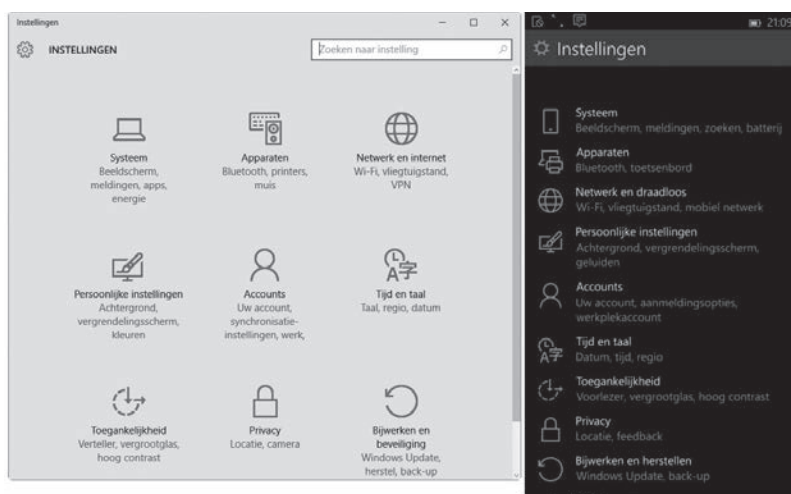 Instellingen
INSTELLINGEN
Zoeken naar instelling
Systeem
Beeldscherm,
meldingen, apps,
energie
Apparaten
Bluetooth, printers,
muis
Netwerk en internet
Wi-Fi, vliegtuigstand,
VPN
Persoonlijke instellingen
Achtergrond,
vergrendelingsscherm,
kleuren
Accounts
Uw account,
synchronisatie-
instellingen, werk,
Tijd en taal
Taal, regio, datum
Toegankelijkheid
Verteller, vergrootglas,
hoog contrast
Privacy
Locatie, camera
Bijwerken en
beveiliging
Windows Update,
herstel, back-up
21:09
Instellingen
Systeem
Beeldscherm, meldingen, zoeken, batterij
Apparaten
Bluetooth, toetsenbord
Netwerk en draadloos
Wi-Fi, vliegtuigstand, mobiel netwerk
Persoonlijke instellingen
Achtergrond, vergrendelingsscherm,
geluiden
Accounts
Uw account, aanmeldingsopties,
werkplekaccount
Tijd en taal
Datum, tijd, regio
Toegankelijkheid
Voorlezer, vergrootglas, hoog contrast
Privacy
Locatie, feedback
Bijwerken en herstellen
Windows Update, back-up